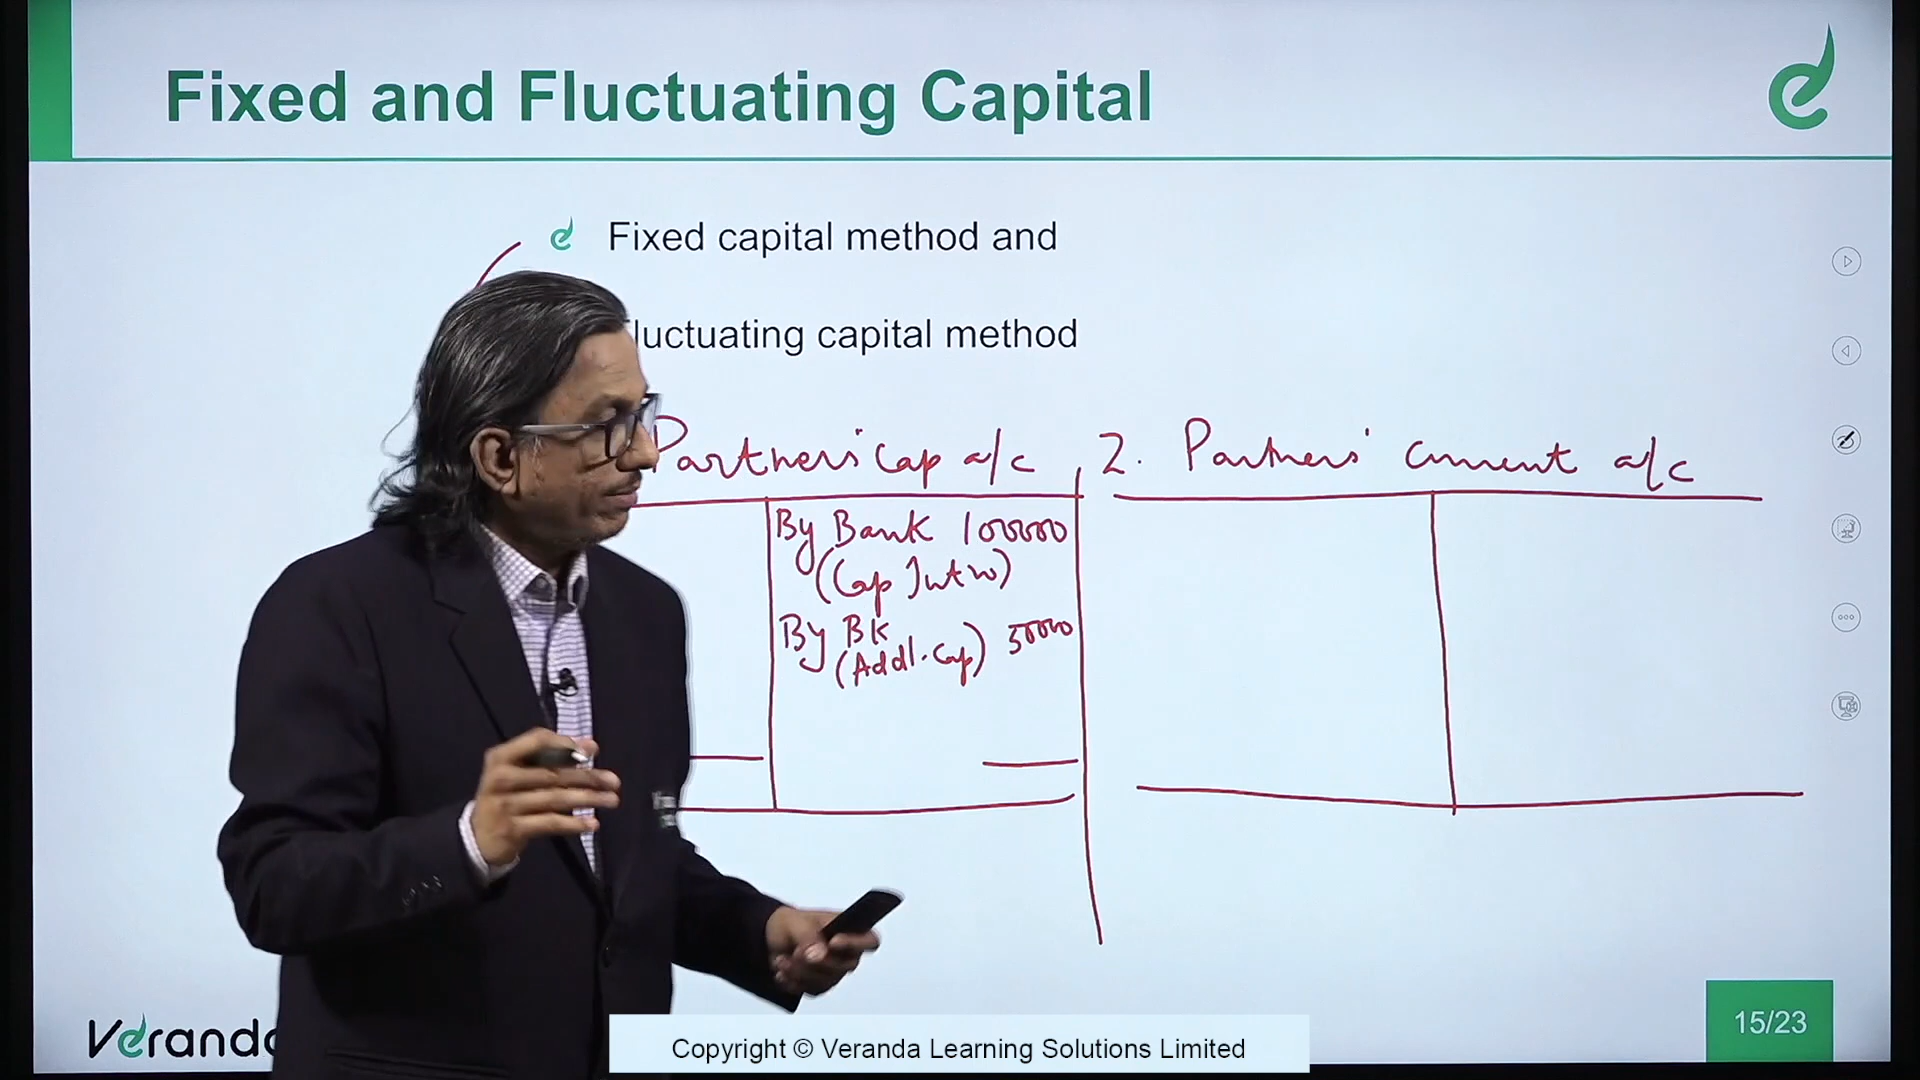 Fixed and Fluctuating Capital
Fixed capital method and
luctuating capital method
Partners' Cap a/c
2. Partners' Current a/c
By Bank 100000
(Cap Intro)
By BK
(Addl. Cap) 50000
Verand
15/23
Copyright © Veranda Learning Solutions Limited